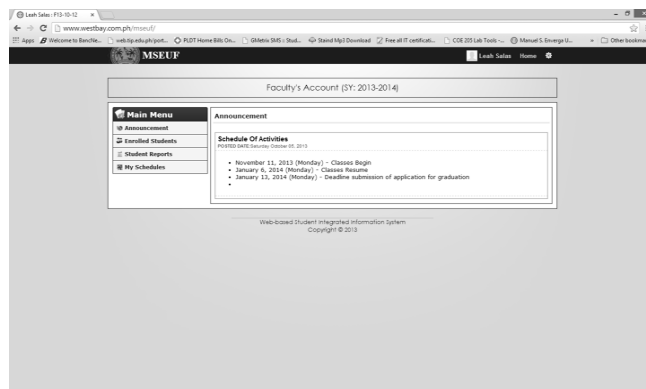 Leah Salas : F13-10-12
www.westbay.com.ph/mseuf/
Apps Welcome to BancNe... web.tip.edu.ph/port... PLDT Home Bills On... GMetrix SMS :: Stud... Staind Mp3 Download Free all IT certificati... COE 205 Lab Tools -... Manuel S. Enverga U... » Other bookmar
MSEUF Leah Salas Home
Faculty's Account (SY: 2013-2014)
Main Menu
Announcement
Enrolled Students
Student Reports
My Schedules
Announcement
Schedule Of Activities
POSTED DATE:Saturday October 05, 2013
• November 11, 2013 (Monday) - Classes Begin
• January 6, 2014 (Monday) - Classes Resume
• January 13, 2014 (Monday) - Deadline submission of application for graduation
•
Web-based Student Integrated Information System
Copyright © 2013